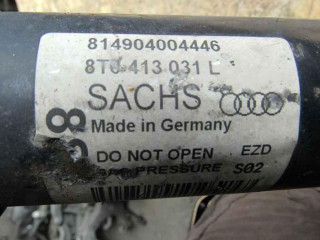 814904004446
8T0 413 031 L
SACHS
Made in Germany
DO NOT OPEN EZD
PRESSURE S02